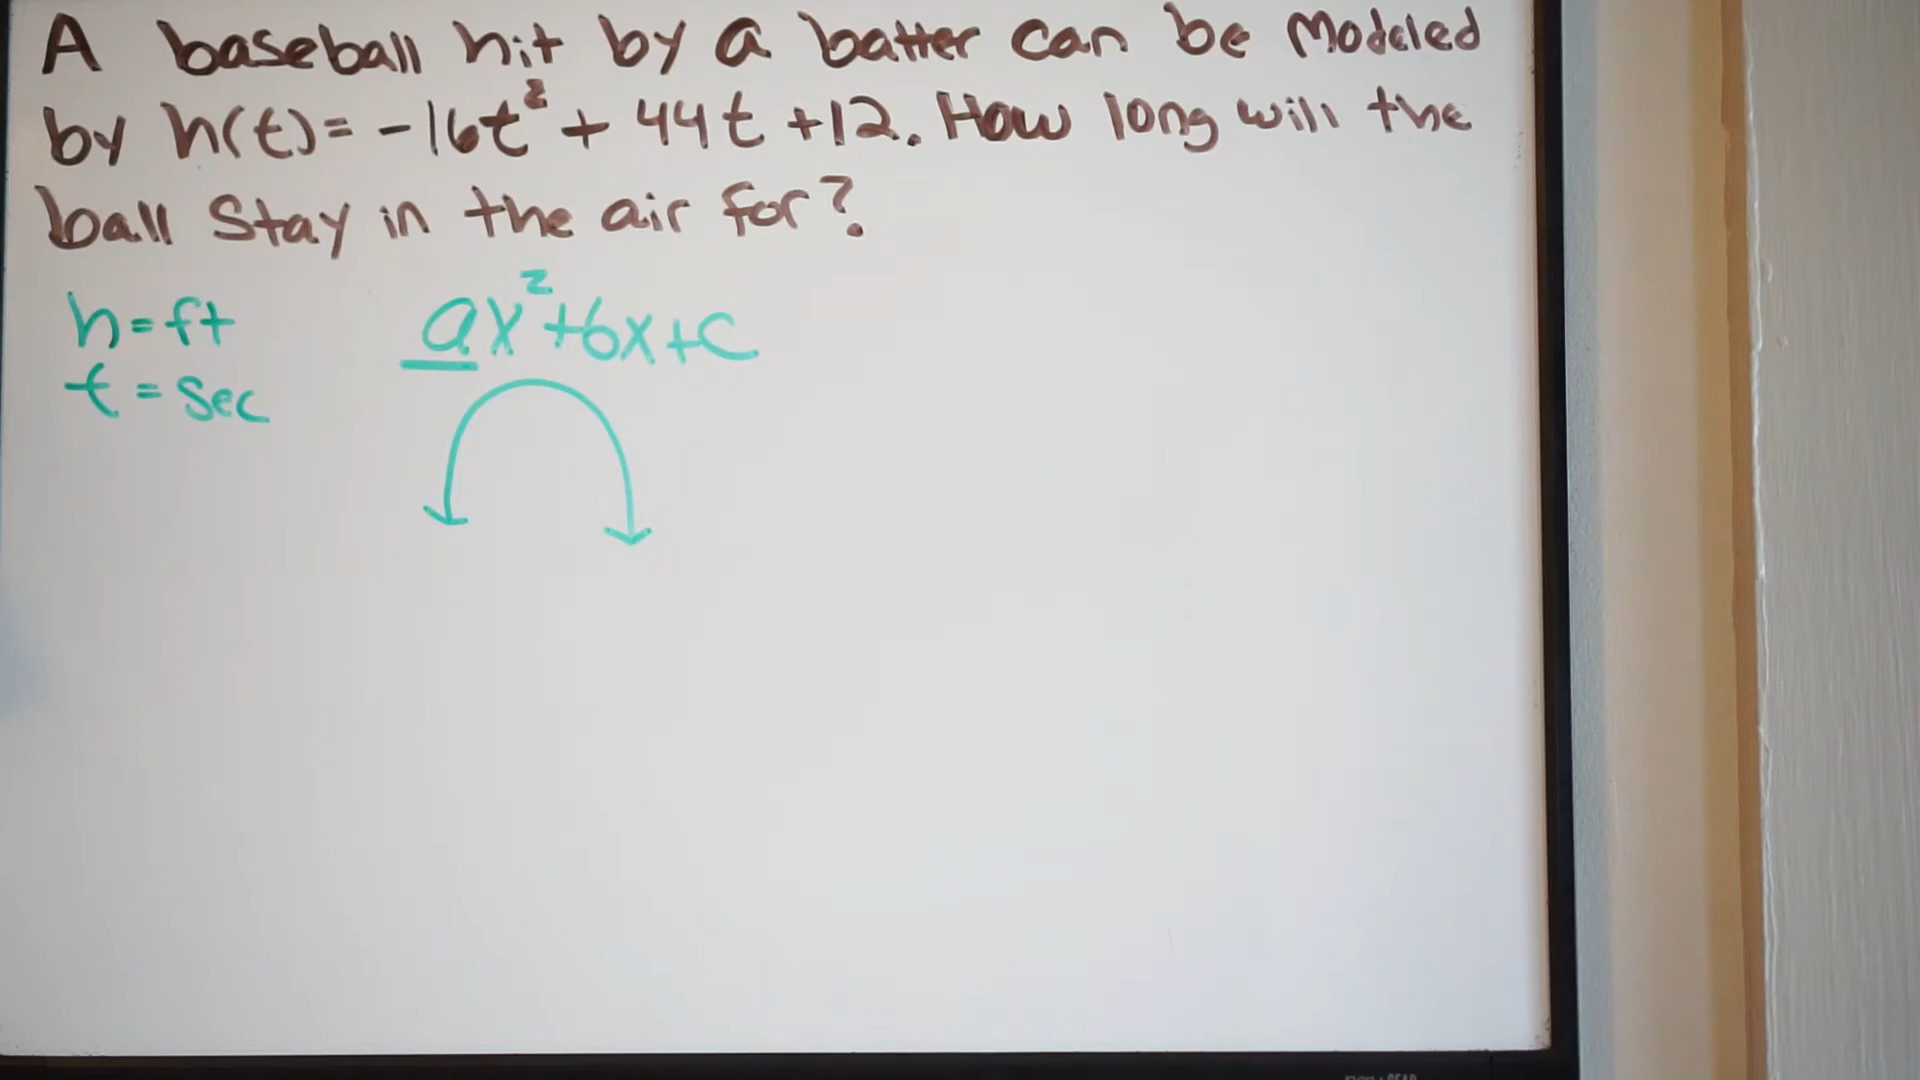 A baseball hit by a batter can be Modeled
by h(t) = -16t² + 44t +12. How long will the
ball Stay in the air for?
h = ft
t = Sec
ax²+bx+c